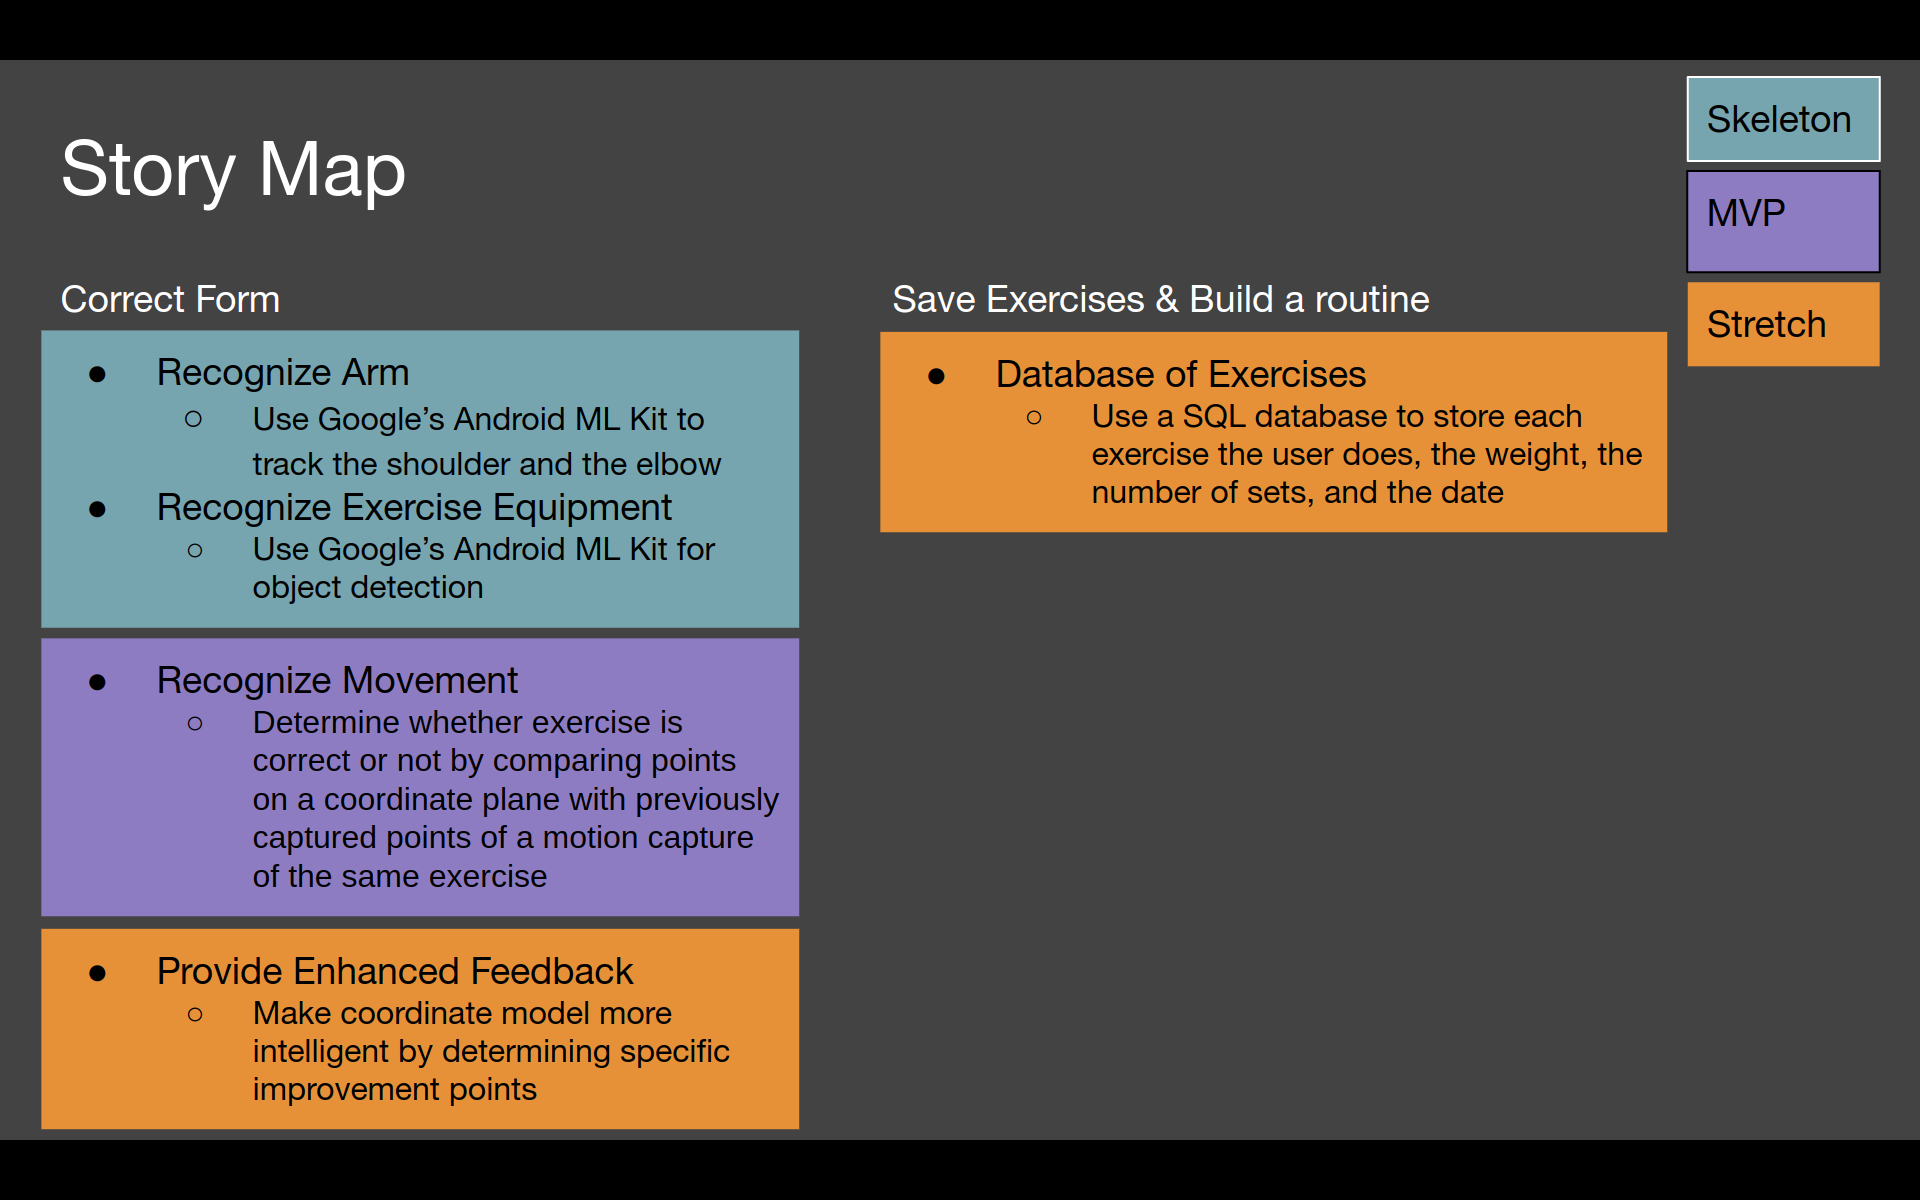 Story Map
Skeleton
MVP
Stretch
Correct Form
● Recognize Arm
○ Use Google’s Android ML Kit to
track the shoulder and the elbow
● Recognize Exercise Equipment
○ Use Google’s Android ML Kit for
object detection
● Recognize Movement
○ Determine whether exercise is
correct or not by comparing points
on a coordinate plane with previously
captured points of a motion capture
of the same exercise
● Provide Enhanced Feedback
○ Make coordinate model more
intelligent by determining specific
improvement points
Save Exercises & Build a routine
● Database of Exercises
○ Use a SQL database to store each
exercise the user does, the weight, the
number of sets, and the date